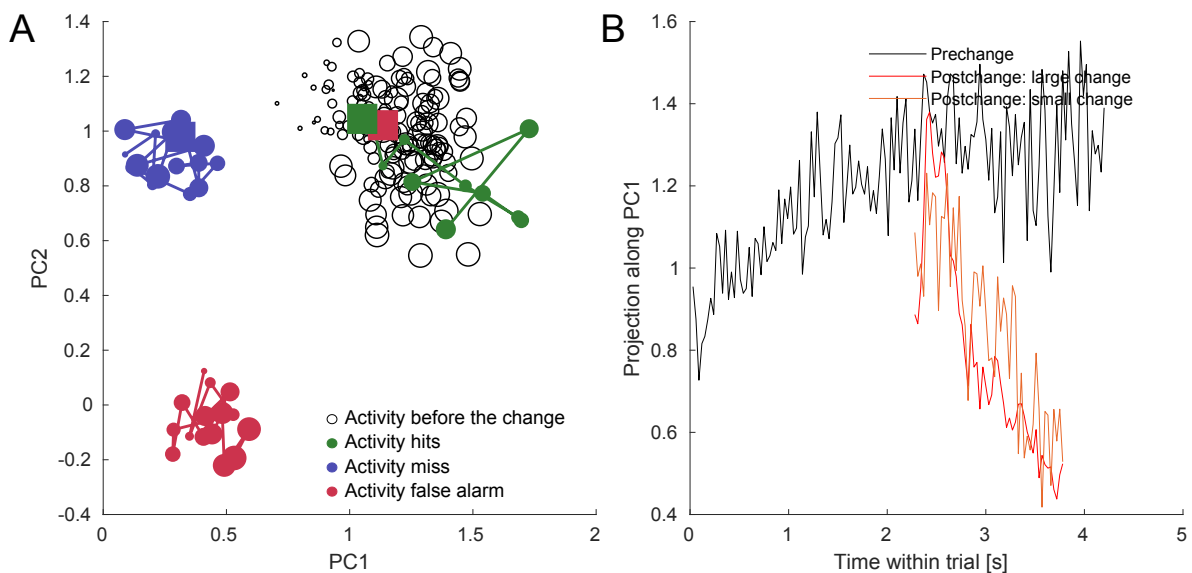 A
1.4
1.2
1
0.8
0.6
0.4
0.2
0
-0.2
-0.4
PC2
0
0.5
1
1.5
2
PC1
Activity before the change
Activity hits
Activity miss
Activity false alarm
B
1.6
1.4
1.2
1
0.8
0.6
0.4
Projection along PC1
Prechange
Postchange: large change
Postchange: small change
0
1
2
3
4
5
Time within trial [s]